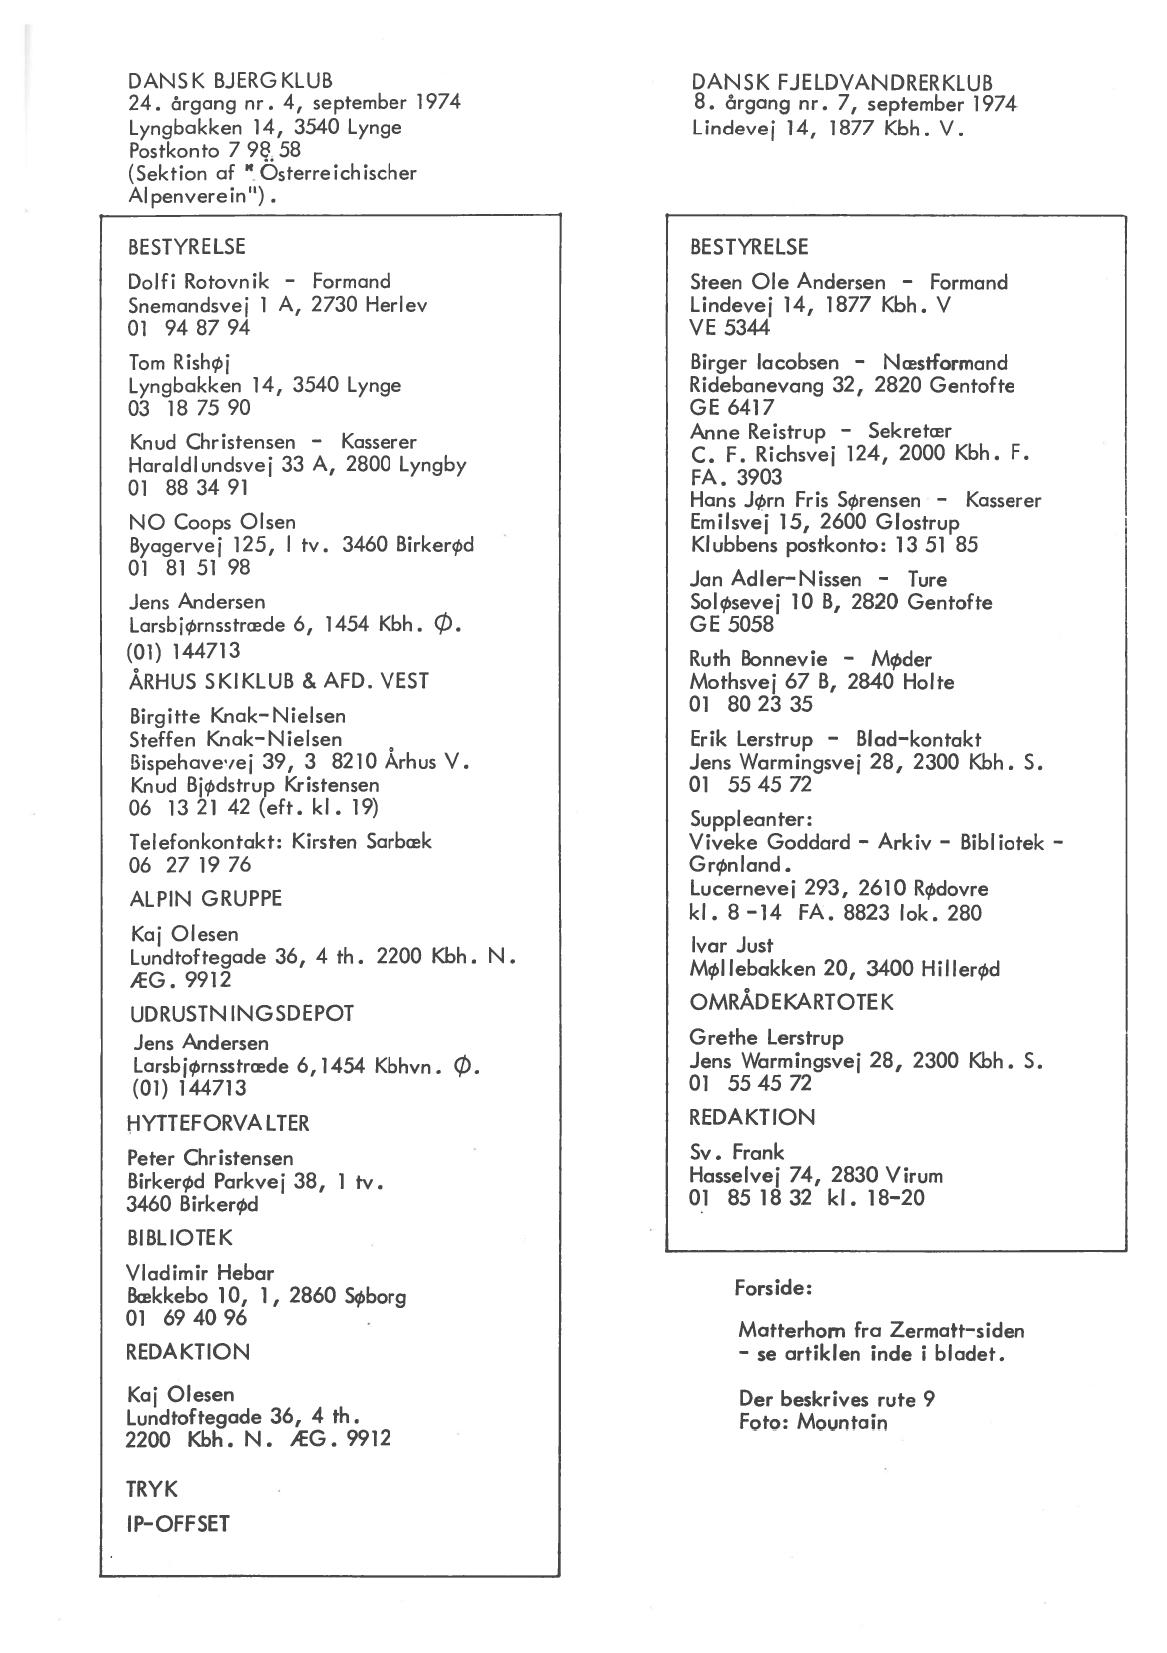 DANSK BJERGKLUB
24. årgang nr. 4, september 1974
Lyngbakken 14, 3540 Lynge
Postkonto 7 98 58
(Sektion af "Österreichischer
Alpenverein").
BESTYRELSE
Dolfi Rotovnik - Formand
Snemandsvej 1 A, 2730 Herlev
01 94 87 94
Tom Rishøj
Lyngbakken 14, 3540 Lynge
03 18 75 90
Knud Christensen - Kasserer
Haraldlundsvej 33 A, 2800 Lyngby
01 88 34 91
NO Coops Olsen
Byagervej 125, 1 tv. 3460 Birkerød
01 81 51 98
Jens Andersen
Larsbjørnsstræde 6, 1454 Kbh. Ø.
(01) 144713
ÅRHUS SKIKLUB & AFD. VEST
Birgitte Knak-Nielsen
Steffen Knak-Nielsen
Bispehavevej 39, 3 8210 Århus V.
Knud Bjødstrup Kristensen
06 13 21 42 (eft. kl. 19)
Telefonkontakt: Kirsten Sarbæk
06 27 19 76
ALPIN GRUPPE
Kaj Olesen
Lundtoftegade 36, 4 th. 2200 Kbh. N.
ÆG. 9912
UDRUSTNINGSDEPOT
Jens Andersen
Larsbjørnsstræde 6,1454 Kbhvn. Ø.
(01) 144713
HYTTEFORVALTER
Peter Christensen
Birkerød Parkvej 38, 1 tv.
3460 Birkerød
BIBLIOTEK
Vladimir Hebar
Bækkebo 10, 1, 2860 Søborg
01 69 40 96
REDAKTION
Kaj Olesen
Lundtoftegade 36, 4 th.
2200 Kbh. N. ÆG. 9912
TRYK
IP-OFFSET
DANSK FJELDVANDRERKLUB
8. årgang nr. 7, september 1974
Lindevej 14, 1877 Kbh. V.
BESTYRELSE
Steen Ole Andersen - Formand
Lindevej 14, 1877 Kbh. V
VE 5344
Birger Iacobsen - Næstformand
Ridebanevang 32, 2820 Gentofte
GE 6417
Anne Reistrup - Sekretær
C. F. Richsvej 124, 2000 Kbh. F.
FA. 3903
Hans Jørn Fris Sørensen - Kasserer
Emilsvej 15, 2600 Glostrup
Klubbens postkonto: 13 51 85
Jan Adler-Nissen - Ture
Soløsevej 10 B, 2820 Gentofte
GE 5058
Ruth Bonnevie - Møder
Mothsvej 67 B, 2840 Holte
01 80 23 35
Erik Lerstrup - Blad-kontakt
Jens Warmingsvej 28, 2300 Kbh. S.
01 55 45 72
Suppleanter:
Viveke Goddard - Arkiv - Bibliotek -
Grønland.
Lucernevej 293, 2610 Rødovre
kl. 8-14 FA. 8823 lok. 280
Ivar Just
Møllebakken 20, 3400 Hillerød
OMRÅDEKARTOTEK
Grethe Lerstrup
Jens Warmingsvej 28, 2300 Kbh. S.
01 55 45 72
REDAKTION
Sv. Frank
Hasselvej 74, 2830 Virum
01 85 18 32 kl. 18-20
Forside:
Matterhorn fra Zermatt-siden
- se artiklen inde i bladet.
Der beskrives rute 9
Foto: Mountain